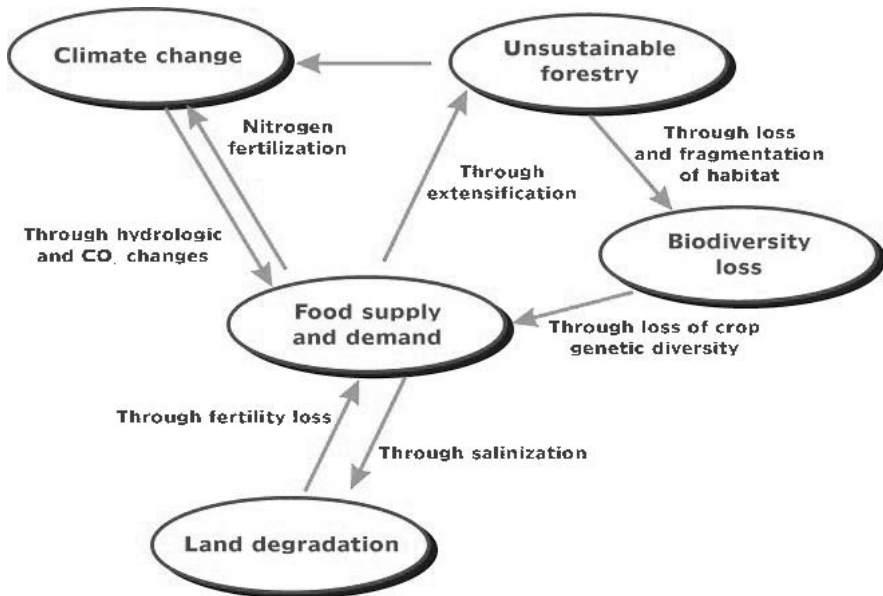 Climate change
Unsustainable
forestry
Nitrogen
fertilization
Through
extensification
Through loss
and fragmentation
of habitat
Through hydrologic
and CO₂ changes
Biodiversity
loss
Food supply
and demand
Through loss of crop
genetic diversity
Through fertility loss
Through salinization
Land degradation